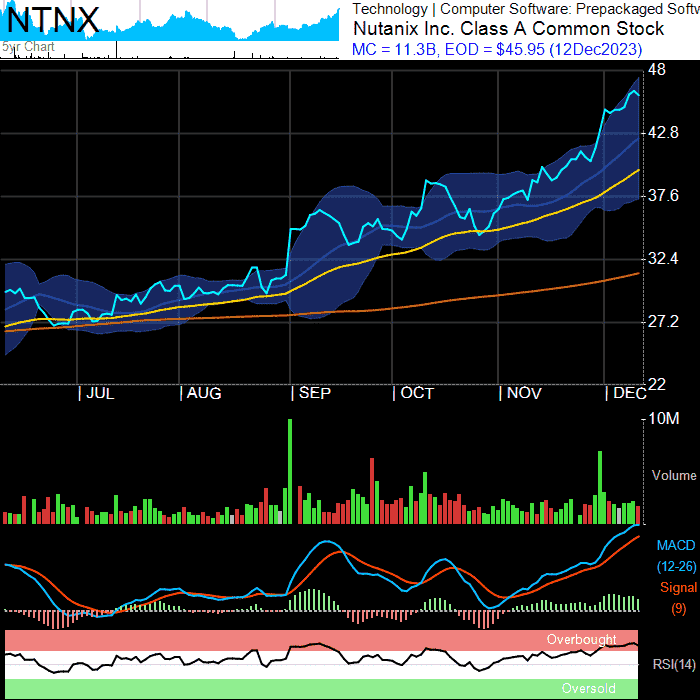 NTNX
5yr Chart
Technology | Computer Software: Prepackaged Softw
Nutanix Inc. Class A Common Stock
MC = 11.3B, EOD = $45.95 (12Dec2023)
48
42.8
37.6
32.4
27.2
22
| JUL | AUG | SEP | OCT | NOV | DEC
10M
Volume
MACD
(12-26)
Signal
(9)
Overbought
RSI(14)
Oversold